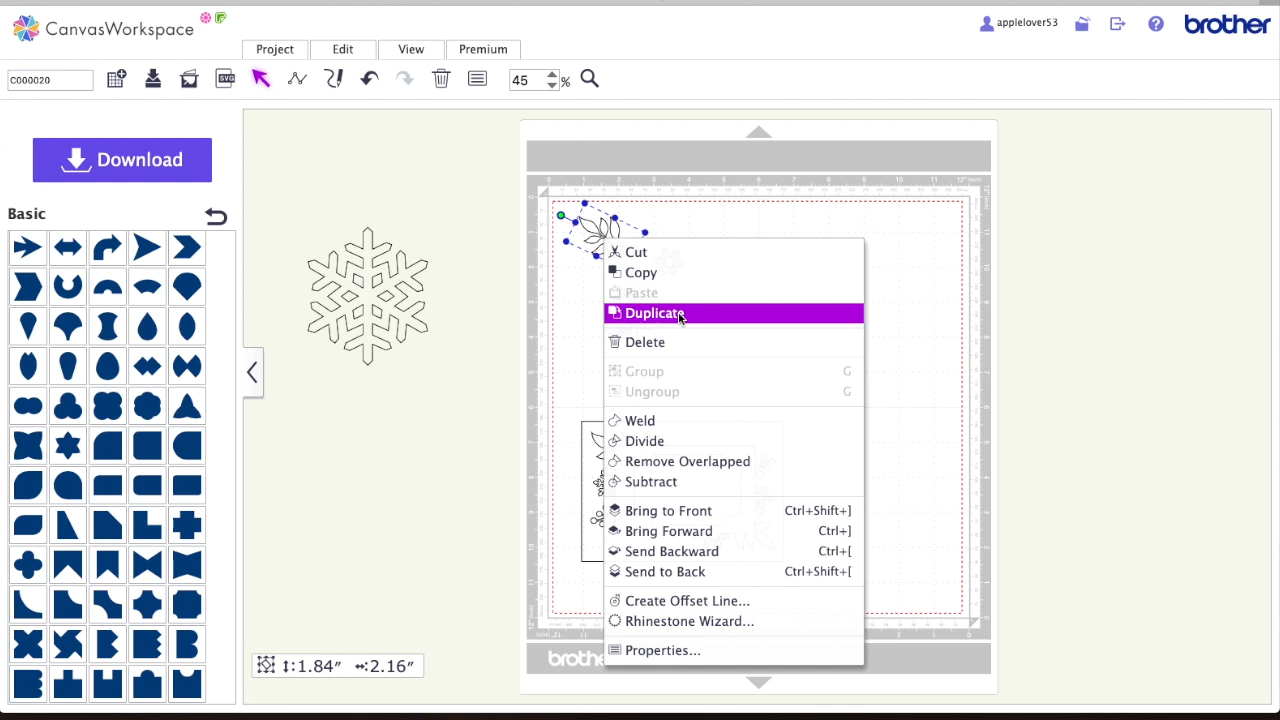 CanvasWorkspace
applelover53
brother
Project
Edit
View
Premium
C000020
SVG
45
%
Download
Basic
Cut
Copy
Paste
Duplicate
Delete
Group G
Ungroup G
Weld
Divide
Remove Overlapped
Subtract
Bring to Front Ctrl+Shift+]
Bring Forward Ctrl+]
Send Backward Ctrl+[
Send to Back Ctrl+Shift+[
Create Offset Line...
Rhinestone Wizard...
Properties...
↕:1.84” ↔:2.16”